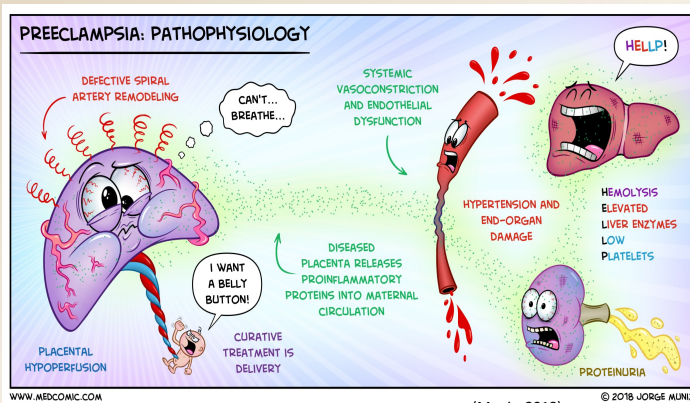 PREECLAMPSIA: PATHOPHYSIOLOGY
DEFECTIVE SPIRAL
ARTERY REMODELING
CAN'T...
BREATHE...
SYSTEMIC
VASOCONSTRICTION
AND ENDOTHELIAL
DYSFUNCTION
HELLP!
HYPERTENSION AND
END-ORGAN
DAMAGE
HEMOLYSIS
ELEVATED
LIVER ENZYMES
LOW
PLATELETS
DISEASED
PLACENTA RELEASES
PROINFLAMMATORY
PROTEINS INTO MATERNAL
CIRCULATION
I WANT
A BELLY
BUTTON!
PLACENTAL
HYPOPERFUSION
CURATIVE
TREATMENT IS
DELIVERY
PROTEINURIA
WWW.MEDCOMIC.COM
© 2018 JORGE MUNIZ